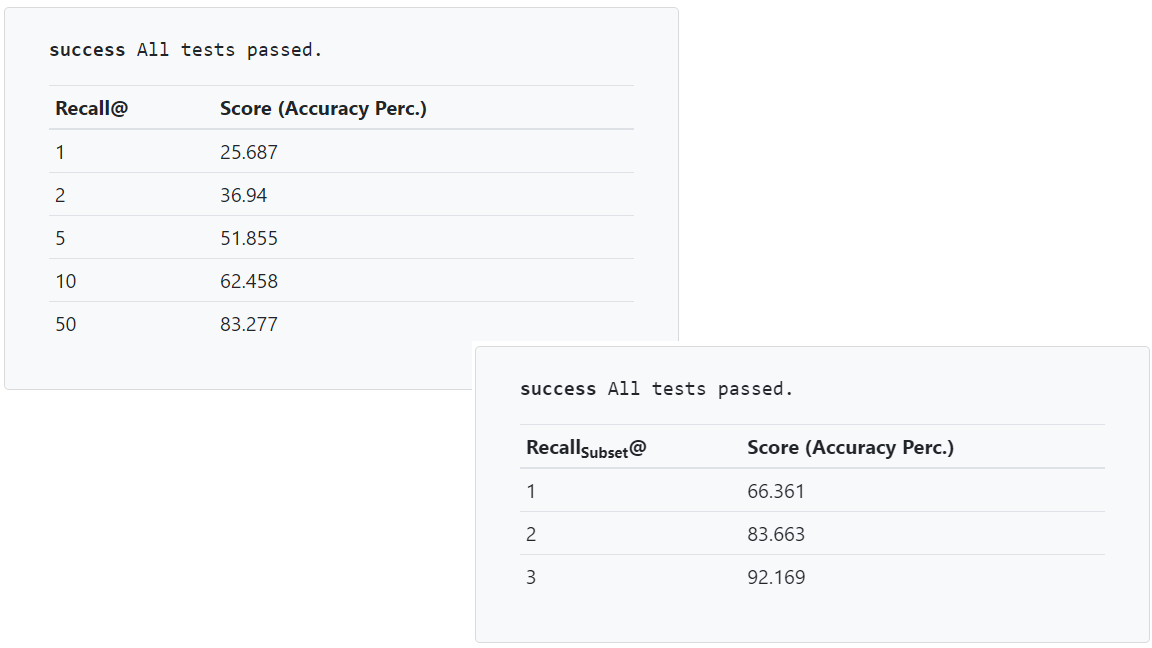 success All tests passed.
Recall@ Score (Accuracy Perc.)
1 25.687
2 36.94
5 51.855
10 62.458
50 83.277
success All tests passed.
RecallSubset@ Score (Accuracy Perc.)
1 66.361
2 83.663
3 92.169